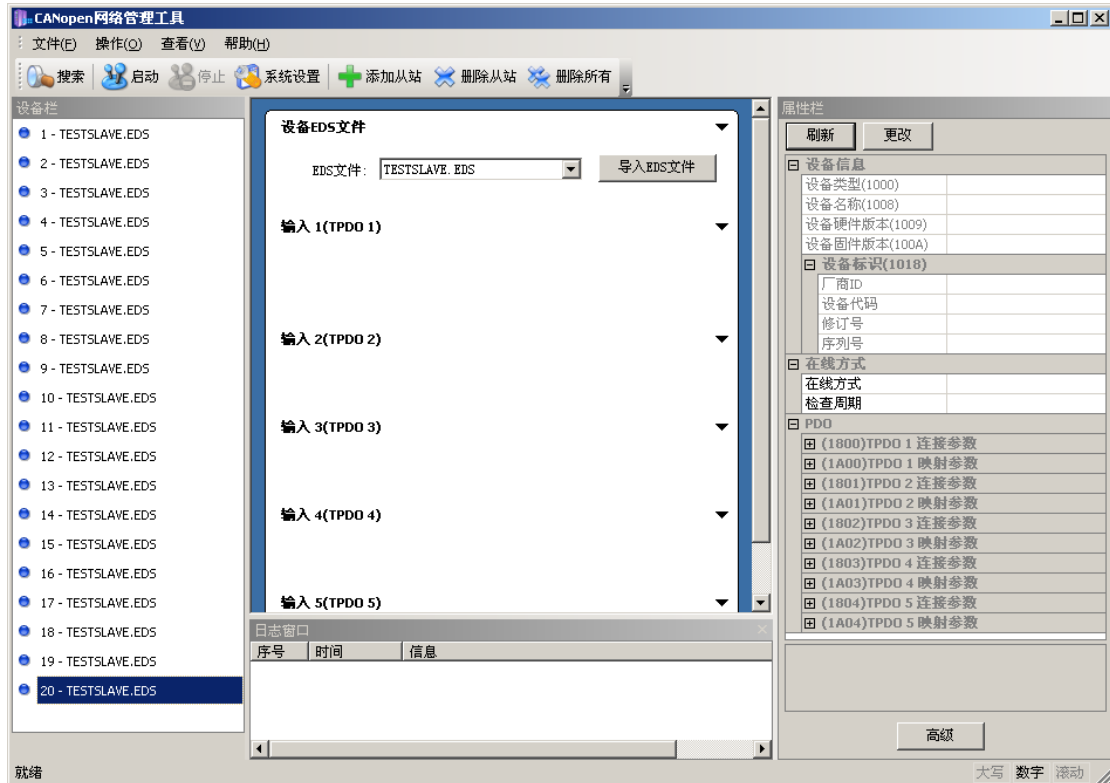 CANopen网络管理工具
文件(F) 操作(O) 查看(V) 帮助(H)
搜索 启动 停止 系统设置 添加从站 删除从站 删除所有
设备栏
1 - TESTSLAVE.EDS
2 - TESTSLAVE.EDS
3 - TESTSLAVE.EDS
4 - TESTSLAVE.EDS
5 - TESTSLAVE.EDS
6 - TESTSLAVE.EDS
7 - TESTSLAVE.EDS
8 - TESTSLAVE.EDS
9 - TESTSLAVE.EDS
10 - TESTSLAVE.EDS
11 - TESTSLAVE.EDS
12 - TESTSLAVE.EDS
13 - TESTSLAVE.EDS
14 - TESTSLAVE.EDS
15 - TESTSLAVE.EDS
16 - TESTSLAVE.EDS
17 - TESTSLAVE.EDS
18 - TESTSLAVE.EDS
19 - TESTSLAVE.EDS
20 - TESTSLAVE.EDS
设备EDS文件
EDS文件: TESTSLAVE.EDS 导入EDS文件
输入 1(TPDO 1)
输入 2(TPDO 2)
输入 3(TPDO 3)
输入 4(TPDO 4)
输入 5(TPDO 5)
日志窗口
序号 时间 信息
属性栏
刷新 更改
设备信息
设备类型(1000)
设备名称(1008)
设备硬件版本(1009)
设备固件版本(100A)
设备标识(1018)
厂商ID
设备代码
修订号
序列号
在线方式
在线方式
检查周期
PDO
(1800)TPDO 1 连接参数
(1A00)TPDO 1 映射参数
(1801)TPDO 2 连接参数
(1A01)TPDO 2 映射参数
(1802)TPDO 3 连接参数
(1A02)TPDO 3 映射参数
(1803)TPDO 4 连接参数
(1A03)TPDO 4 映射参数
(1804)TPDO 5 连接参数
(1A04)TPDO 5 映射参数
高级
就绪
大写 数字 滚动